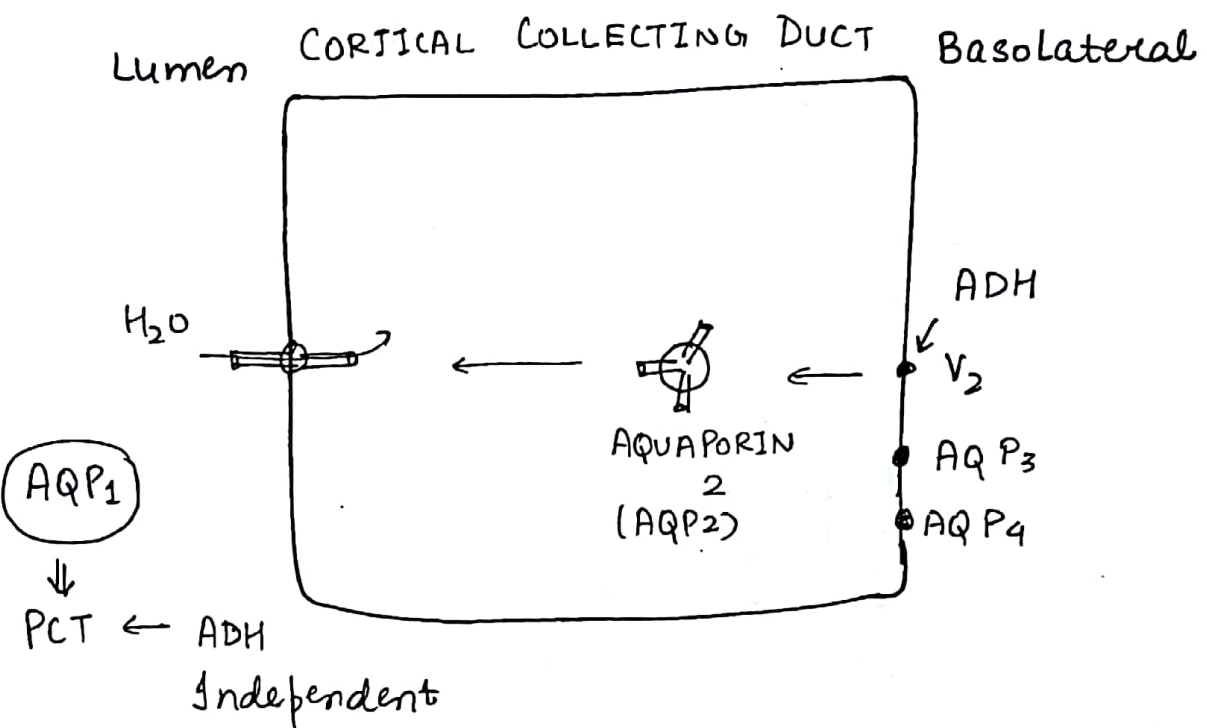 Lumen CORTICAL COLLECTING DUCT Basolateral
ADH
H₂O
V₂
AQUAPORIN
2
(AQP2)
AQP₃
AQP₄
AQP₁
⇓
PCT ← ADH
Independent